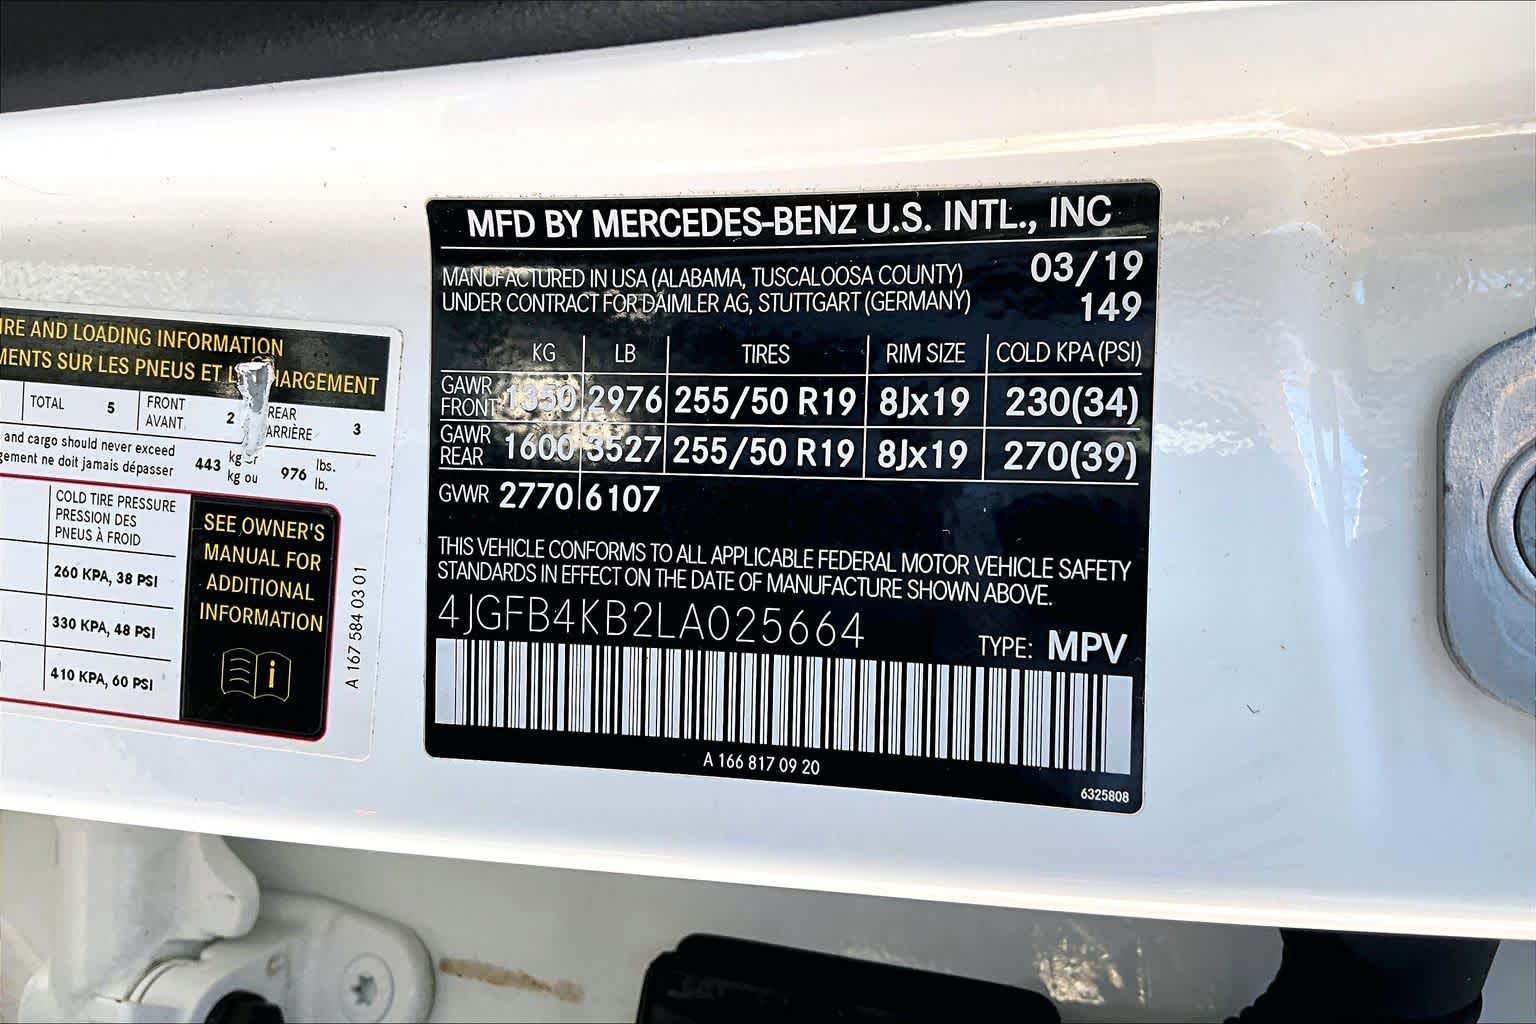 IRE AND LOADING INFORMATION
MENTS SUR LES PNEUS ET HARGEMENT
TOTAL 5 FRONT AVANT 2 REAR ARRIÈRE 3
and cargo should never exceed
gement ne doit jamais dépasser 443 kg or kg ou 976 lbs. lb.
COLD TIRE PRESSURE
PRESSION DES
PNEUS À FROID
260 KPA, 38 PSI
330 KPA, 48 PSI
410 KPA, 60 PSI
SEE OWNER'S
MANUAL FOR
ADDITIONAL
INFORMATION
i
A 167 584 03 01
MFD BY MERCEDES-BENZ U.S. INTL., INC
MANUFACTURED IN USA (ALABAMA, TUSCALOOSA COUNTY) 03/19
UNDER CONTRACT FOR DAIMLER AG, STUTTGART (GERMANY) 149
KG LB TIRES RIM SIZE COLD KPA (PSI)
GAWR FRONT 1350 2976 255/50 R19 8Jx19 230(34)
GAWR REAR 1600 3527 255/50 R19 8Jx19 270(39)
GVWR 2770 6107
THIS VEHICLE CONFORMS TO ALL APPLICABLE FEDERAL MOTOR VEHICLE SAFETY
STANDARDS IN EFFECT ON THE DATE OF MANUFACTURE SHOWN ABOVE.
4JGFB4KB2LA025664
TYPE: MPV
A 166 817 09 20
6325808